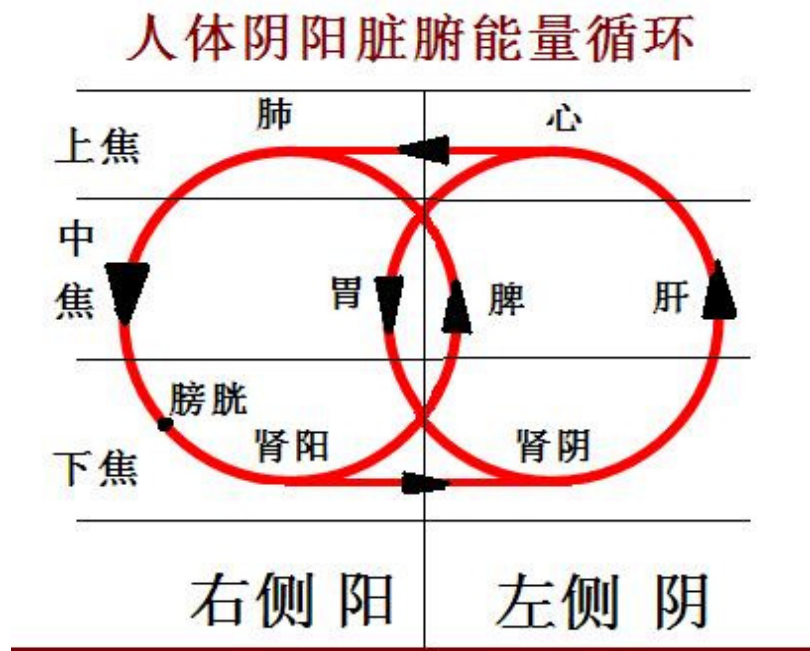 人体阴阳脏腑能量循环
肺 心
上焦
中
焦
胃 脾 肝
膀胱
肾阳 肾阴
下焦
右侧 阳 左侧 阴